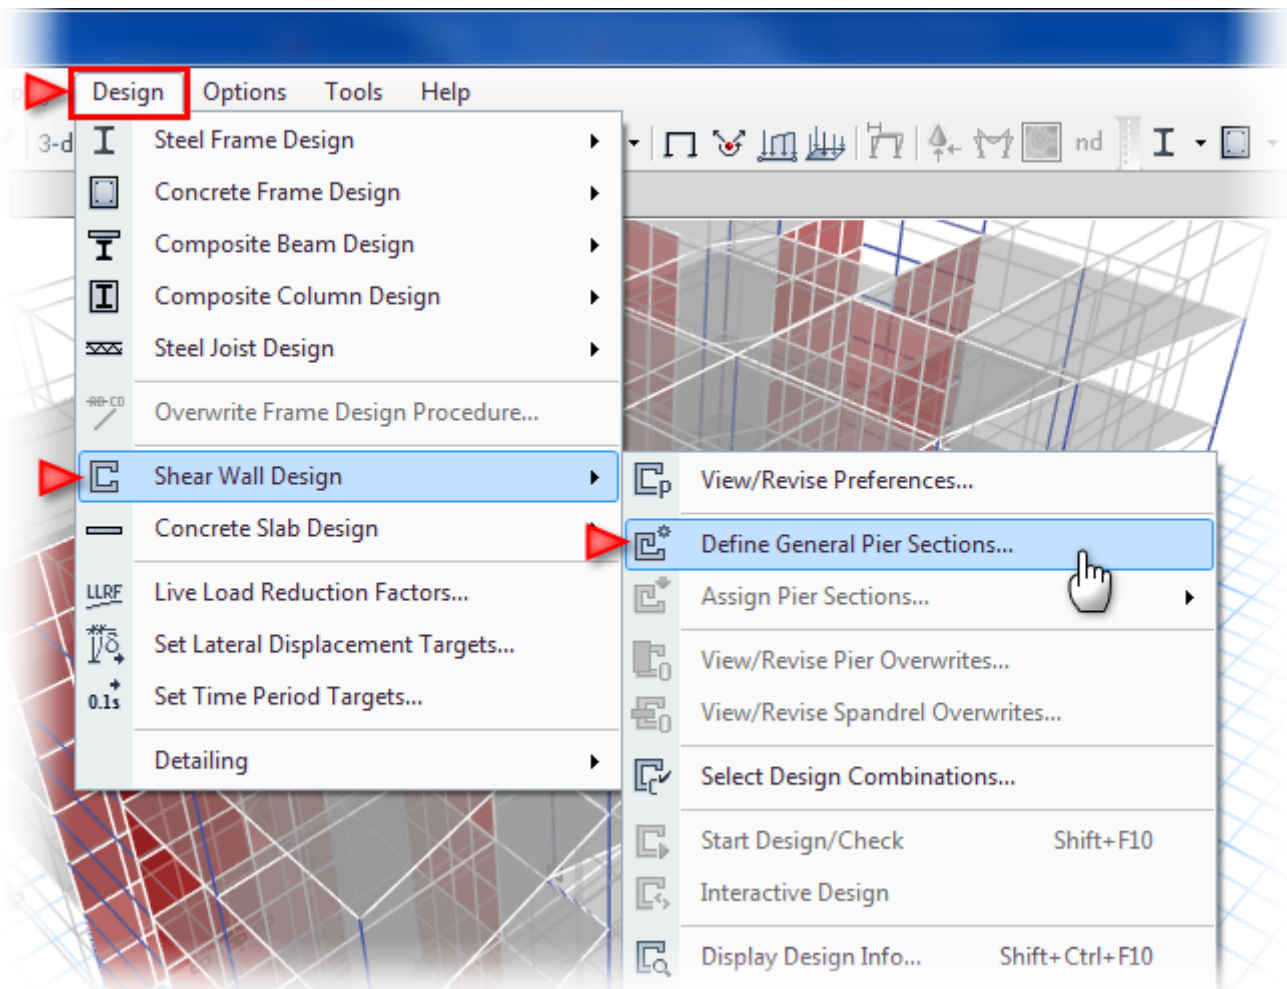 Design Options Tools Help
3-d
nd
Steel Frame Design
Concrete Frame Design
Composite Beam Design
Composite Column Design
Steel Joist Design
RD-CD
Overwrite Frame Design Procedure...
Shear Wall Design
Concrete Slab Design
LLRF
Live Load Reduction Factors...
Set Lateral Displacement Targets...
0.1s
Set Time Period Targets...
Detailing
View/Revise Preferences...
Define General Pier Sections...
Assign Pier Sections...
View/Revise Pier Overwrites...
View/Revise Spandrel Overwrites...
Select Design Combinations...
Start Design/Check Shift+F10
Interactive Design
Display Design Info... Shift+Ctrl+F10